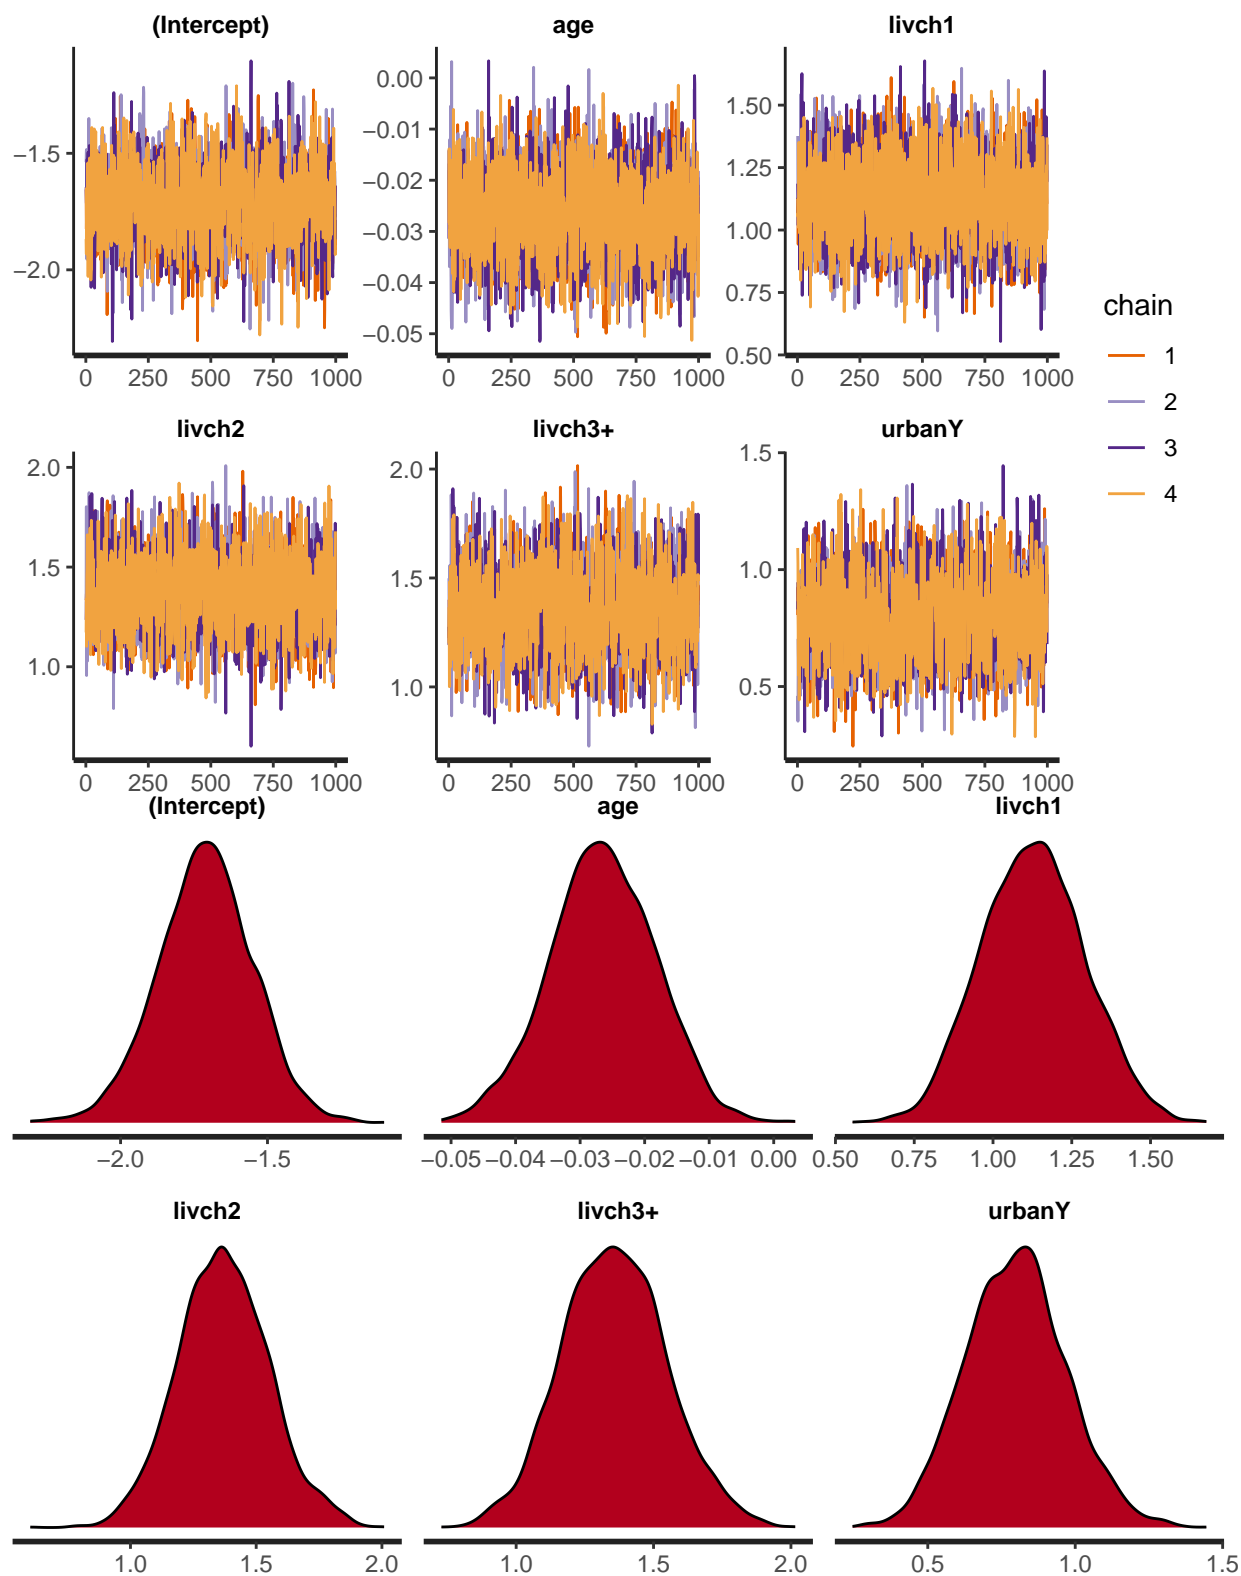 (Intercept) age livch1
0.00
−0.01
−0.02
−0.03
−0.04
−0.05
−1.5
−2.0
1.50
1.25
1.00
0.75
0.50
0 250 500 750 1000 0 250 500 750 1000 0 250 500 750 1000
chain
1
2
3
4
livch2 livch3+ urbanY
2.0
1.5
1.0
2.0
1.5
1.0
1.5
1.0
0.5
0 250 500 750 1000 0 250 500 750 1000 0 250 500 750 1000
(Intercept) age livch1
−2.0 −1.5 −0.05 −0.04 −0.03 −0.02 −0.01 0.00 0.50 0.75 1.00 1.25 1.50
livch2 livch3+ urbanY
1.0 1.5 2.0 1.0 1.5 2.0 0.5 1.0 1.5